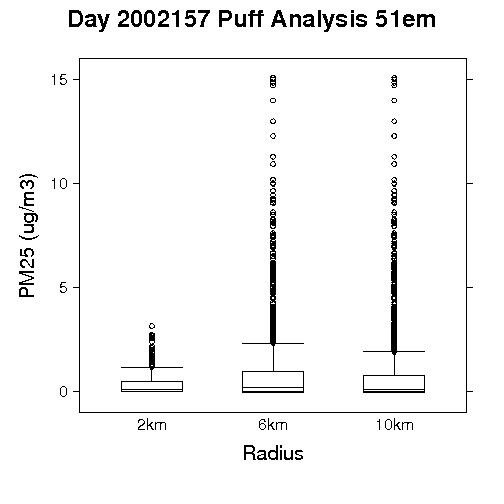 Day 2002157 Puff Analysis 51em
15
10
5
0
PM25 (ug/m3)
2km 6km 10km
Radius